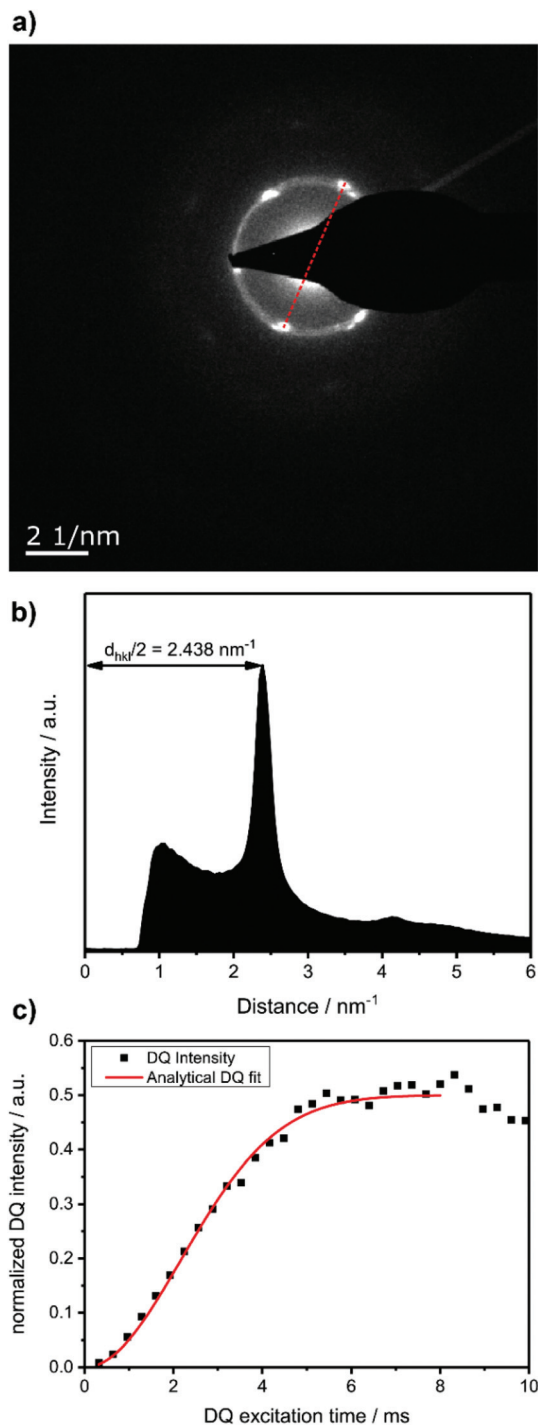 a)
2 1/nm
b)
d_hkl/2 = 2.438 nm⁻¹
Intensity / a.u.
0 1 2 3 4 5 6
Distance / nm⁻¹
c)
0.6
0.5
0.4
0.3
0.2
0.1
0.0
DQ Intensity
Analytical DQ fit
normalized DQ intensity / a.u.
0 2 4 6 8 10
DQ excitation time / ms